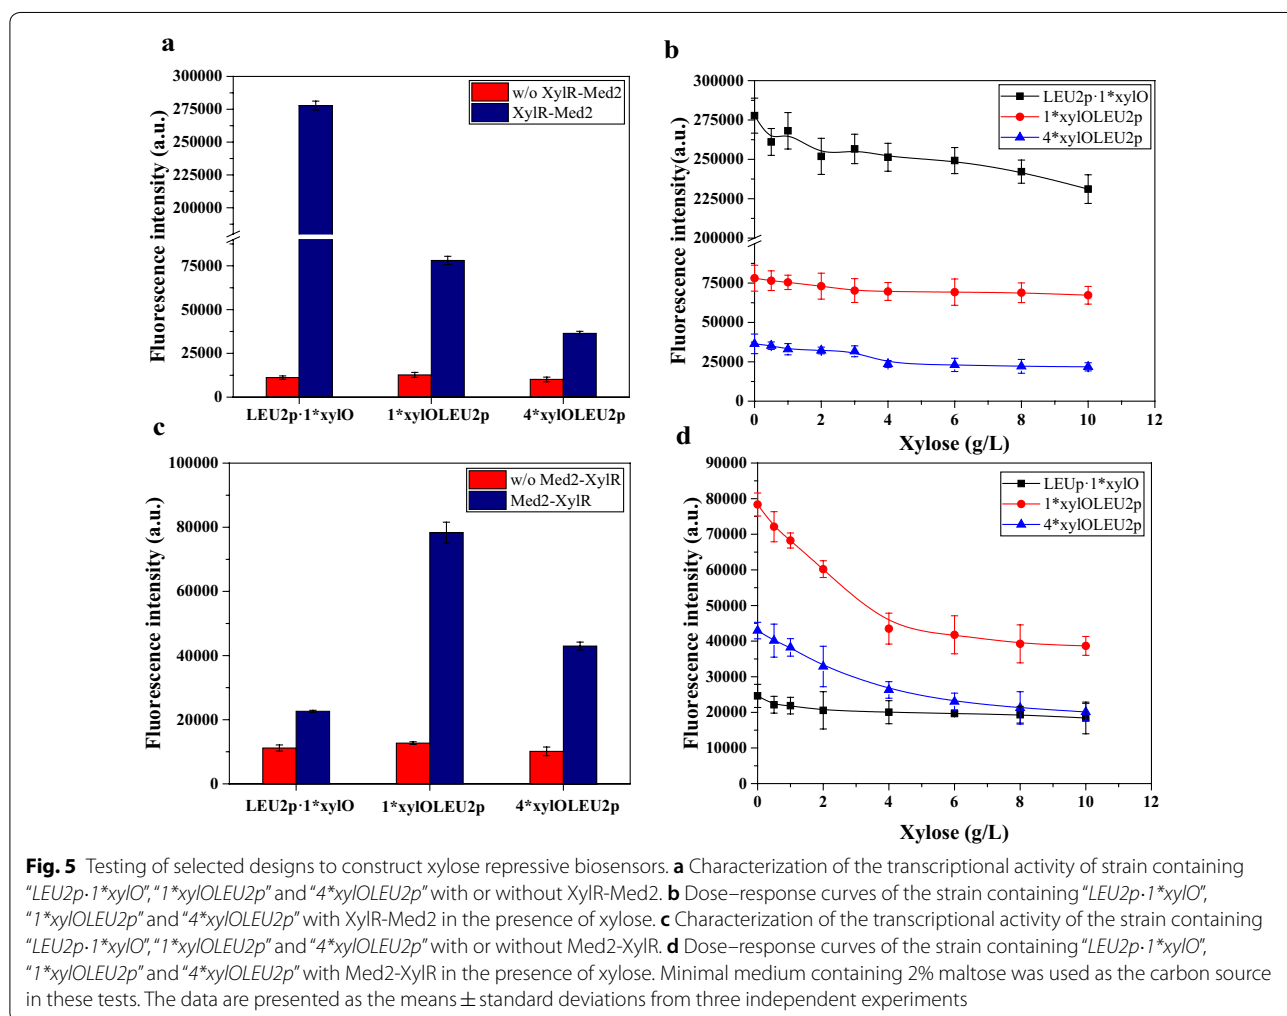 a
300000
275000
250000
225000
200000
75000
50000
25000
0
Fluorescence intensity (a.u.)
w/o XylR-Med2
XylR-Med2
LEU2p·1*xylO 1*xylOLEU2p 4*xylOLEU2p
b
300000
275000
250000
225000
200000
75000
50000
25000
0
Fluorescence intensity(a.u.)
LEU2p·1*xylO
1*xylOLEU2p
4*xylOLEU2p
0 2 4 6 8 10 12
Xylose (g/L)
c
100000
80000
60000
40000
20000
0
Fluorescence intensity (a.u.)
w/o Med2-XylR
Med2-XylR
LEU2p·1*xylO 1*xylOLEU2p 4*xylOLEU2p
d
90000
80000
70000
60000
50000
40000
30000
20000
10000
0
Fluorescence intensity (a.u.)
LEUp·1*xylO
1*xylOLEU2p
4*xylOLEU2p
0 2 4 6 8 10 12
Xylose (g/L)
Fig. 5 Testing of selected designs to construct xylose repressive biosensors. a Characterization of the transcriptional activity of strain containing
“LEU2p·1*xylO”, “1*xylOLEU2p” and “4*xylOLEU2p” with or without XylR-Med2. b Dose–response curves of the strain containing “LEU2p·1*xylO”,
“1*xylOLEU2p” and “4*xylOLEU2p” with XylR-Med2 in the presence of xylose. c Characterization of the transcriptional activity of the strain containing
“LEU2p·1*xylO”, “1*xylOLEU2p” and “4*xylOLEU2p” with or without Med2-XylR. d Dose–response curves of the strain containing “LEU2p·1*xylO”,
“1*xylOLEU2p” and “4*xylOLEU2p” with Med2-XylR in the presence of xylose. Minimal medium containing 2% maltose was used as the carbon source
in these tests. The data are presented as the means ± standard deviations from three independent experiments